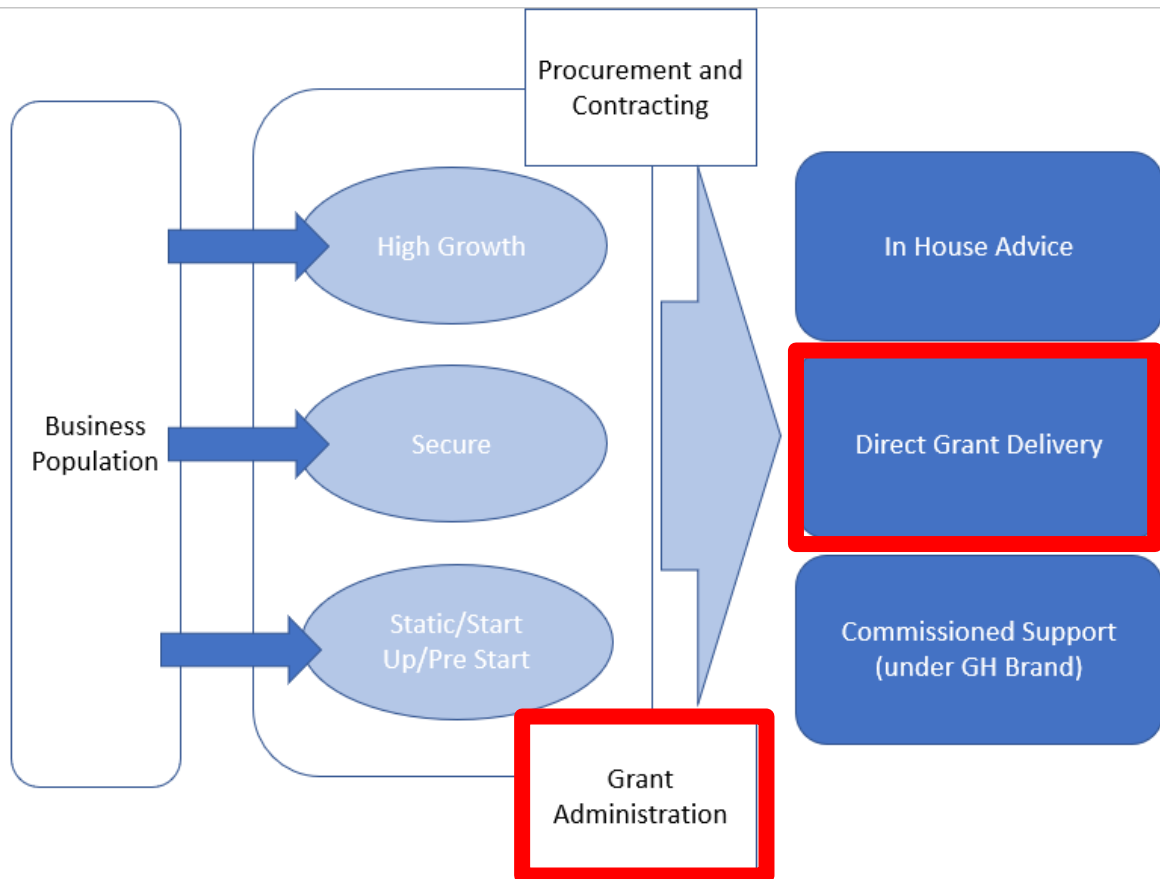 Procurement and
Contracting
High Growth
In House Advice
Business
Population
Secure
Direct Grant Delivery
Static/Start
Up/Pre Start
Commissioned Support
(under GH Brand)
Grant
Administration